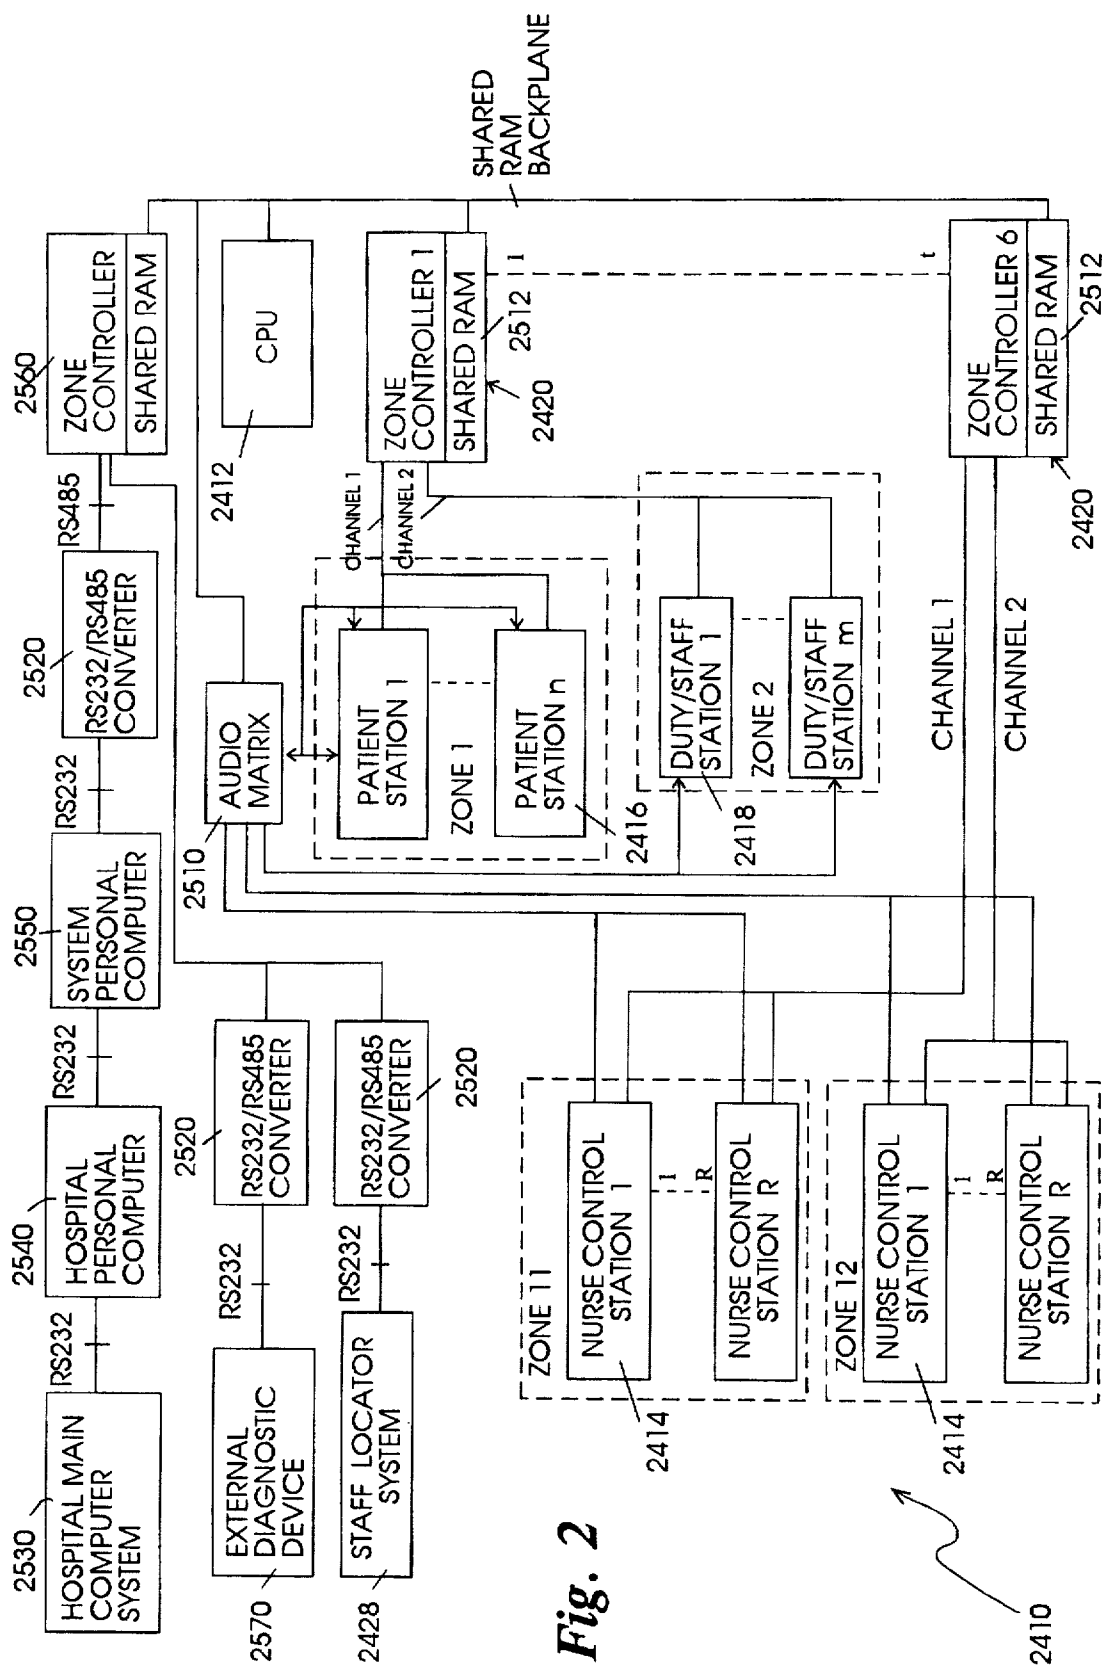 2530
HOSPITAL MAIN
COMPUTER
SYSTEM
RS232
2540
HOSPITAL
PERSONAL
COMPUTER
RS232
2550
SYSTEM
PERSONAL
COMPUTER
RS232
2520
RS232/RS485
CONVERTER
RS485
2560
ZONE
CONTROLLER
SHARED RAM
2570
EXTERNAL
DIAGNOSTIC
DEVICE
RS232
2520
RS232/RS485
CONVERTER
2428
STAFF LOCATOR
SYSTEM
RS232
RS232/RS485
CONVERTER
2520
2510
AUDIO
MATRIX
2412
CPU
SHARED
RAM
BACKPLANE
PATIENT
STATION 1
ZONE 1
PATIENT
STATION n
2416
CHANNEL 1
CHANNEL 2
ZONE
CONTROLLER 1
SHARED RAM
2512
2420
1
t
DUTY/STAFF
STATION 1
2418
ZONE 2
DUTY/STAFF
STATION m
ZONE 11
NURSE CONTROL
STATION 1
1
R
NURSE CONTROL
STATION R
2414
ZONE 12
NURSE CONTROL
STATION 1
1
R
NURSE CONTROL
STATION R
2414
CHANNEL 1
CHANNEL 2
ZONE
CONTROLLER 6
SHARED RAM
2512
2420
Fig. 2
2410